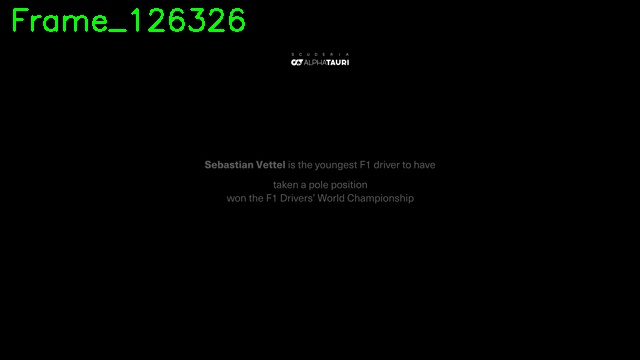 Frame_126326
SCUDERIA
ALPHATAURI
Sebastian Vettel is the youngest F1 driver to have
taken a pole position
won the F1 Drivers' World Championship